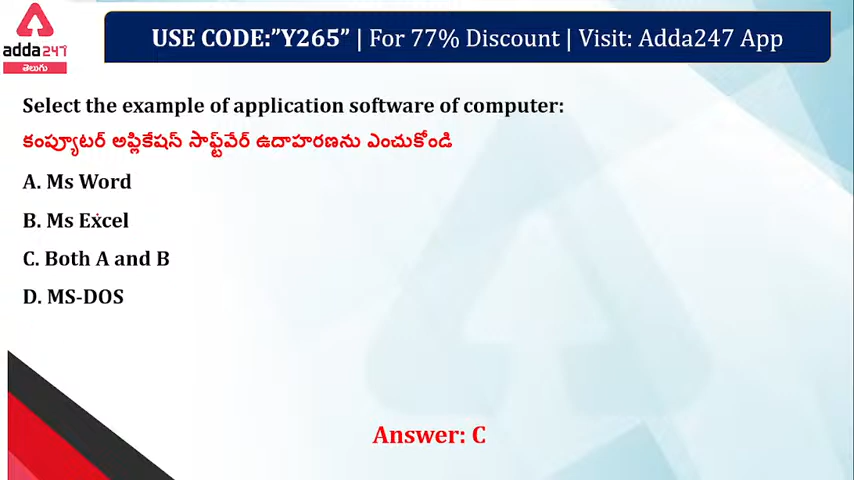 USE CODE:"Y265" | For 77% Discount | Visit: Adda247 App
adda247
తెలుగు
Select the example of application software of computer:
కంప్యూటర్ అప్లికేషన్ సాఫ్ట్‌వేర్ ఉదాహరణను ఎంచుకోండి
A. Ms Word
B. Ms Excel
C. Both A and B
D. MS-DOS
Answer: C